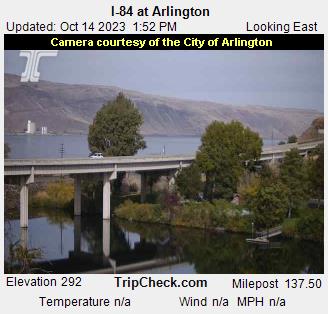 I-84 at Arlington
Updated: Oct 14 2023 1:52 PM Looking East
Camera courtesy of the City of Arlington
Elevation 292 TripCheck.com Milepost 137.50
Temperature n/a Wind n/a MPH n/a